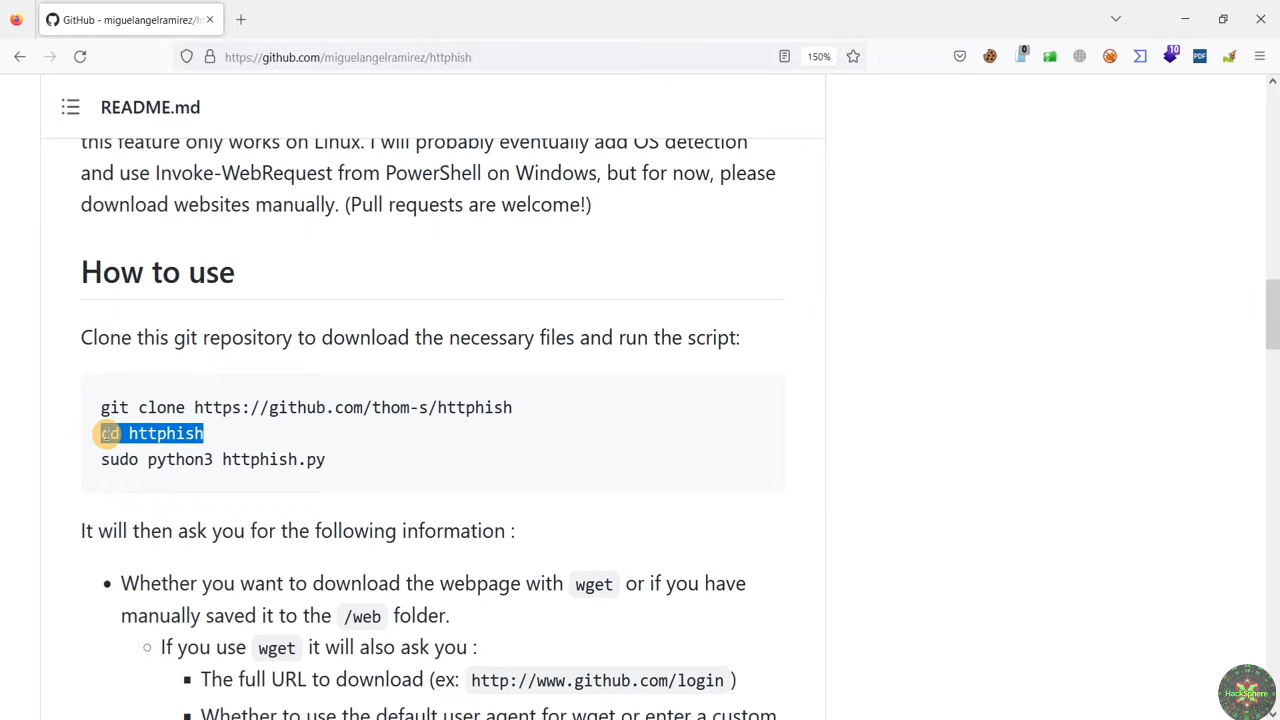 GitHub - miguelangelramirez/ht
https://github.com/miguelangelramirez/httphish
150%
0
10
PDF
README.md
this feature only works on Linux. I will probably eventually add OS detection
and use Invoke-WebRequest from PowerShell on Windows, but for now, please
download websites manually. (Pull requests are welcome!)
How to use
Clone this git repository to download the necessary files and run the script:
git clone https://github.com/thom-s/httphish
cd httphish
sudo python3 httphish.py
It will then ask you for the following information :
Whether you want to download the webpage with wget or if you have
manually saved it to the /web folder.
If you use wget it will also ask you :
The full URL to download (ex: http://www.github.com/login )
Whether to use the default user agent for wget or enter a custom
HackSphere